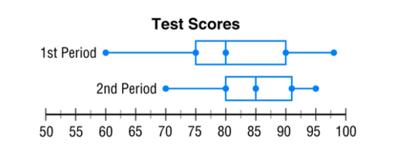 Test Scores
1st Period
2nd Period
50 55 60 65 70 75 80 85 90 95 100